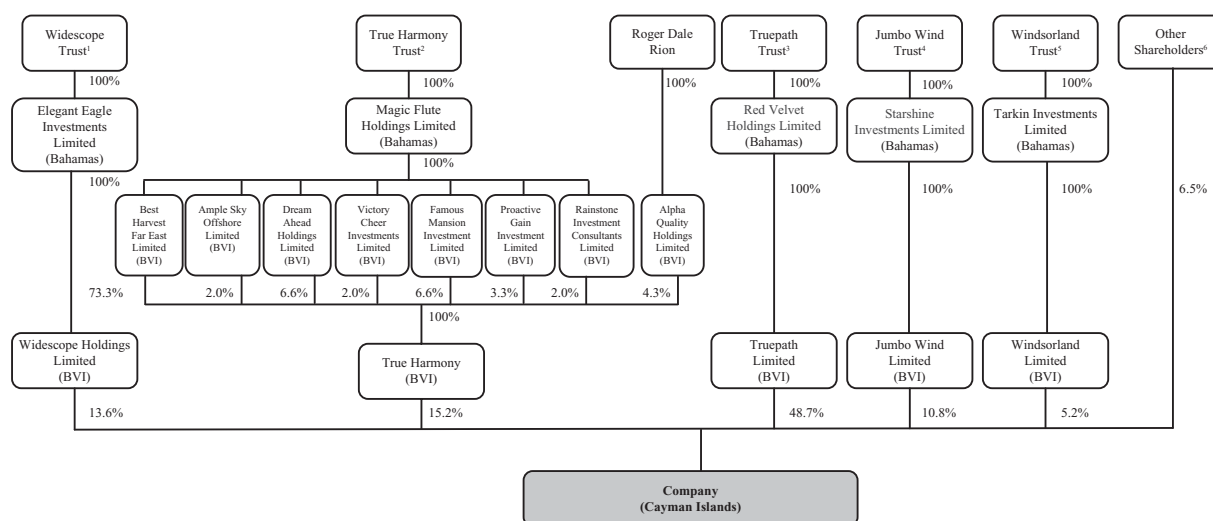 Widescope
Trust1
True Harmony
Trust2
Roger Dale
Rion
Truepath
Trust3
Jumbo Wind
Trust4
Windsorland
Trust5
Other
Shareholders6
100%
100%
100%
100%
100%
100%
Elegant Eagle
Investments
Limited
(Bahamas)
Magic Flute
Holdings Limited
(Bahamas)
Red Velvet
Holdings Limited
(Bahamas)
Starshine
Investments Limited
(Bahamas)
Tarkin Investments
Limited
(Bahamas)
100%
100%
100%
100%
100%
6.5%
Best
Harvest
Far East
Limited
(BVI)
Ample Sky
Offshore
Limited
(BVI)
Dream
Ahead
Holdings
Limited
(BVI)
Victory
Cheer
Investments
Limited
(BVI)
Famous
Mansion
Investment
Limited
(BVI)
Proactive
Gain
Investment
Limited
(BVI)
Rainstone
Investment
Consultants
Limited
(BVI)
Alpha
Quality
Holdings
Limited
(BVI)
73.3%
2.0%
6.6%
2.0%
6.6%
3.3%
2.0%
4.3%
100%
Widescope Holdings
Limited
(BVI)
True Harmony
(BVI)
Truepath
Limited
(BVI)
Jumbo Wind
Limited
(BVI)
Windsorland
Limited
(BVI)
13.6%
15.2%
48.7%
10.8%
5.2%
Company
(Cayman Islands)